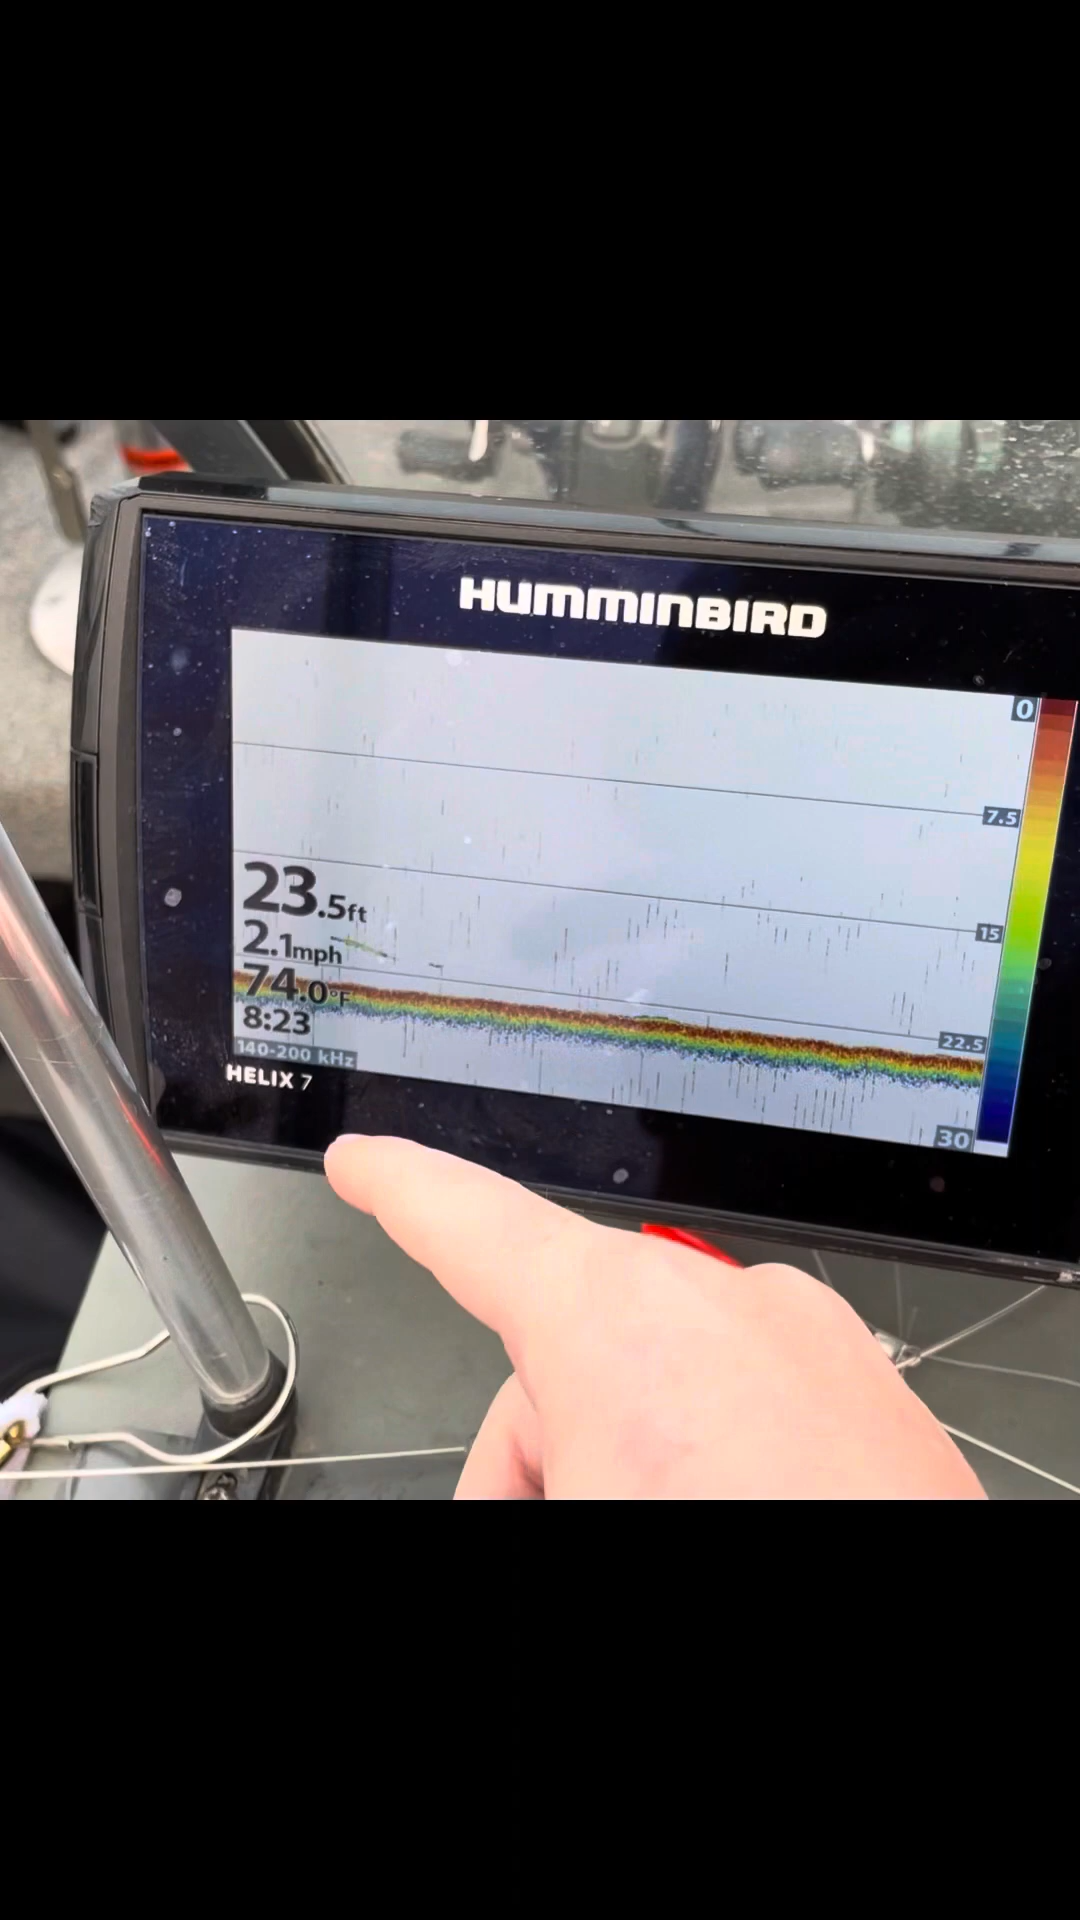 HUMMINBIRD
0
7.5
15
22.5
30
23.5ft
2.1mph
74.0°F
8:23
140-200 kHz
HELIX 7